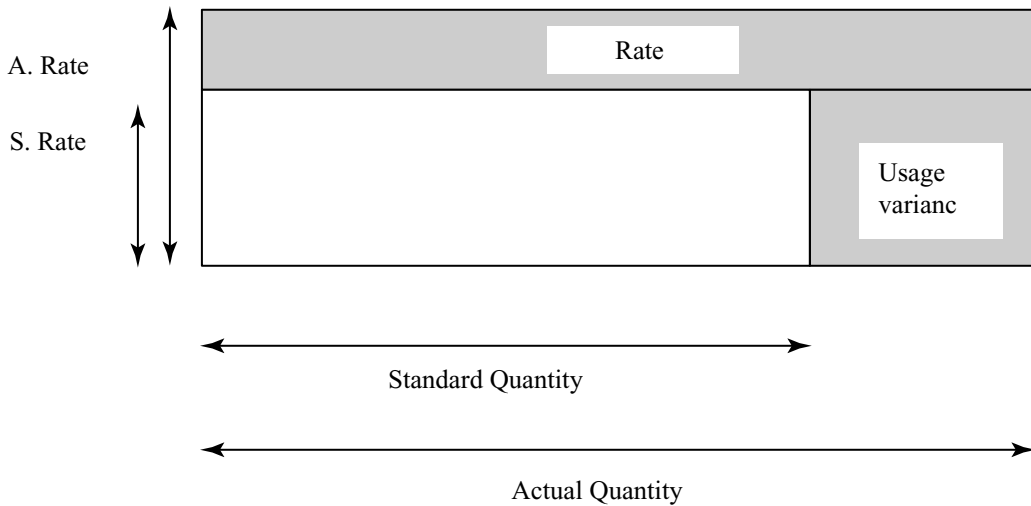 Rate
A. Rate
S. Rate
Usage
varianc
Standard Quantity
Actual Quantity